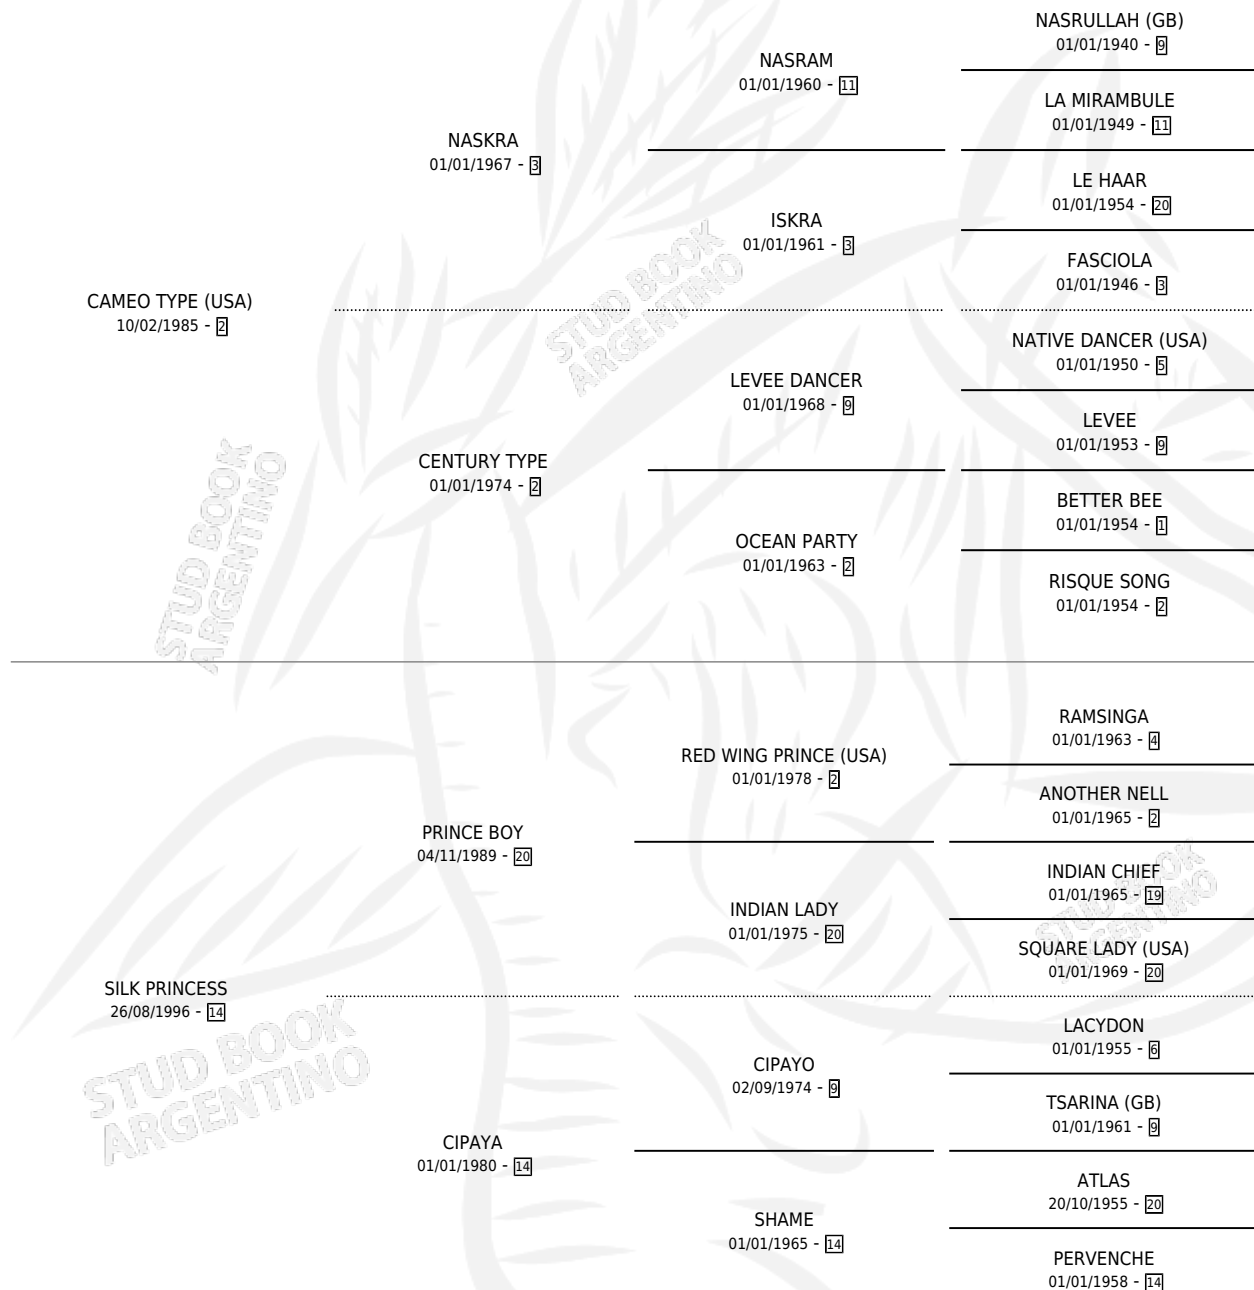 NASRULLAH (GB)
01/01/1940 - 9
NASRAM
01/01/1960 - 11
LA MIRAMBULE
01/01/1949 - 11
NASKRA
01/01/1967 - 3
LE HAAR
01/01/1954 - 20
ISKRA
01/01/1961 - 3
FASCIOLA
01/01/1946 - 3
CAMEO TYPE (USA)
10/02/1985 - 2
NATIVE DANCER (USA)
01/01/1950 - 5
LEVEE DANCER
01/01/1968 - 9
LEVEE
01/01/1953 - 9
CENTURY TYPE
01/01/1974 - 2
BETTER BEE
01/01/1954 - 1
OCEAN PARTY
01/01/1963 - 2
RISQUE SONG
01/01/1954 - 2
RAMSINGA
01/01/1963 - 4
RED WING PRINCE (USA)
01/01/1978 - 2
ANOTHER NELL
01/01/1965 - 2
PRINCE BOY
04/11/1989 - 20
INDIAN CHIEF
01/01/1965 - 19
INDIAN LADY
01/01/1975 - 20
SQUARE LADY (USA)
01/01/1969 - 20
SILK PRINCESS
26/08/1996 - 14
LACYDON
01/01/1955 - 6
CIPAYO
02/09/1974 - 9
TSARINA (GB)
01/01/1961 - 9
CIPAYA
01/01/1980 - 14
ATLAS
20/10/1955 - 20
SHAME
01/01/1965 - 14
PERVENCHE
01/01/1958 - 14
STUD BOOK
ARGENTINO
STUD BOOK
ARGENTINO
STUD BOOK
ARGENTINO
STUD BOOK
ARGENTINO